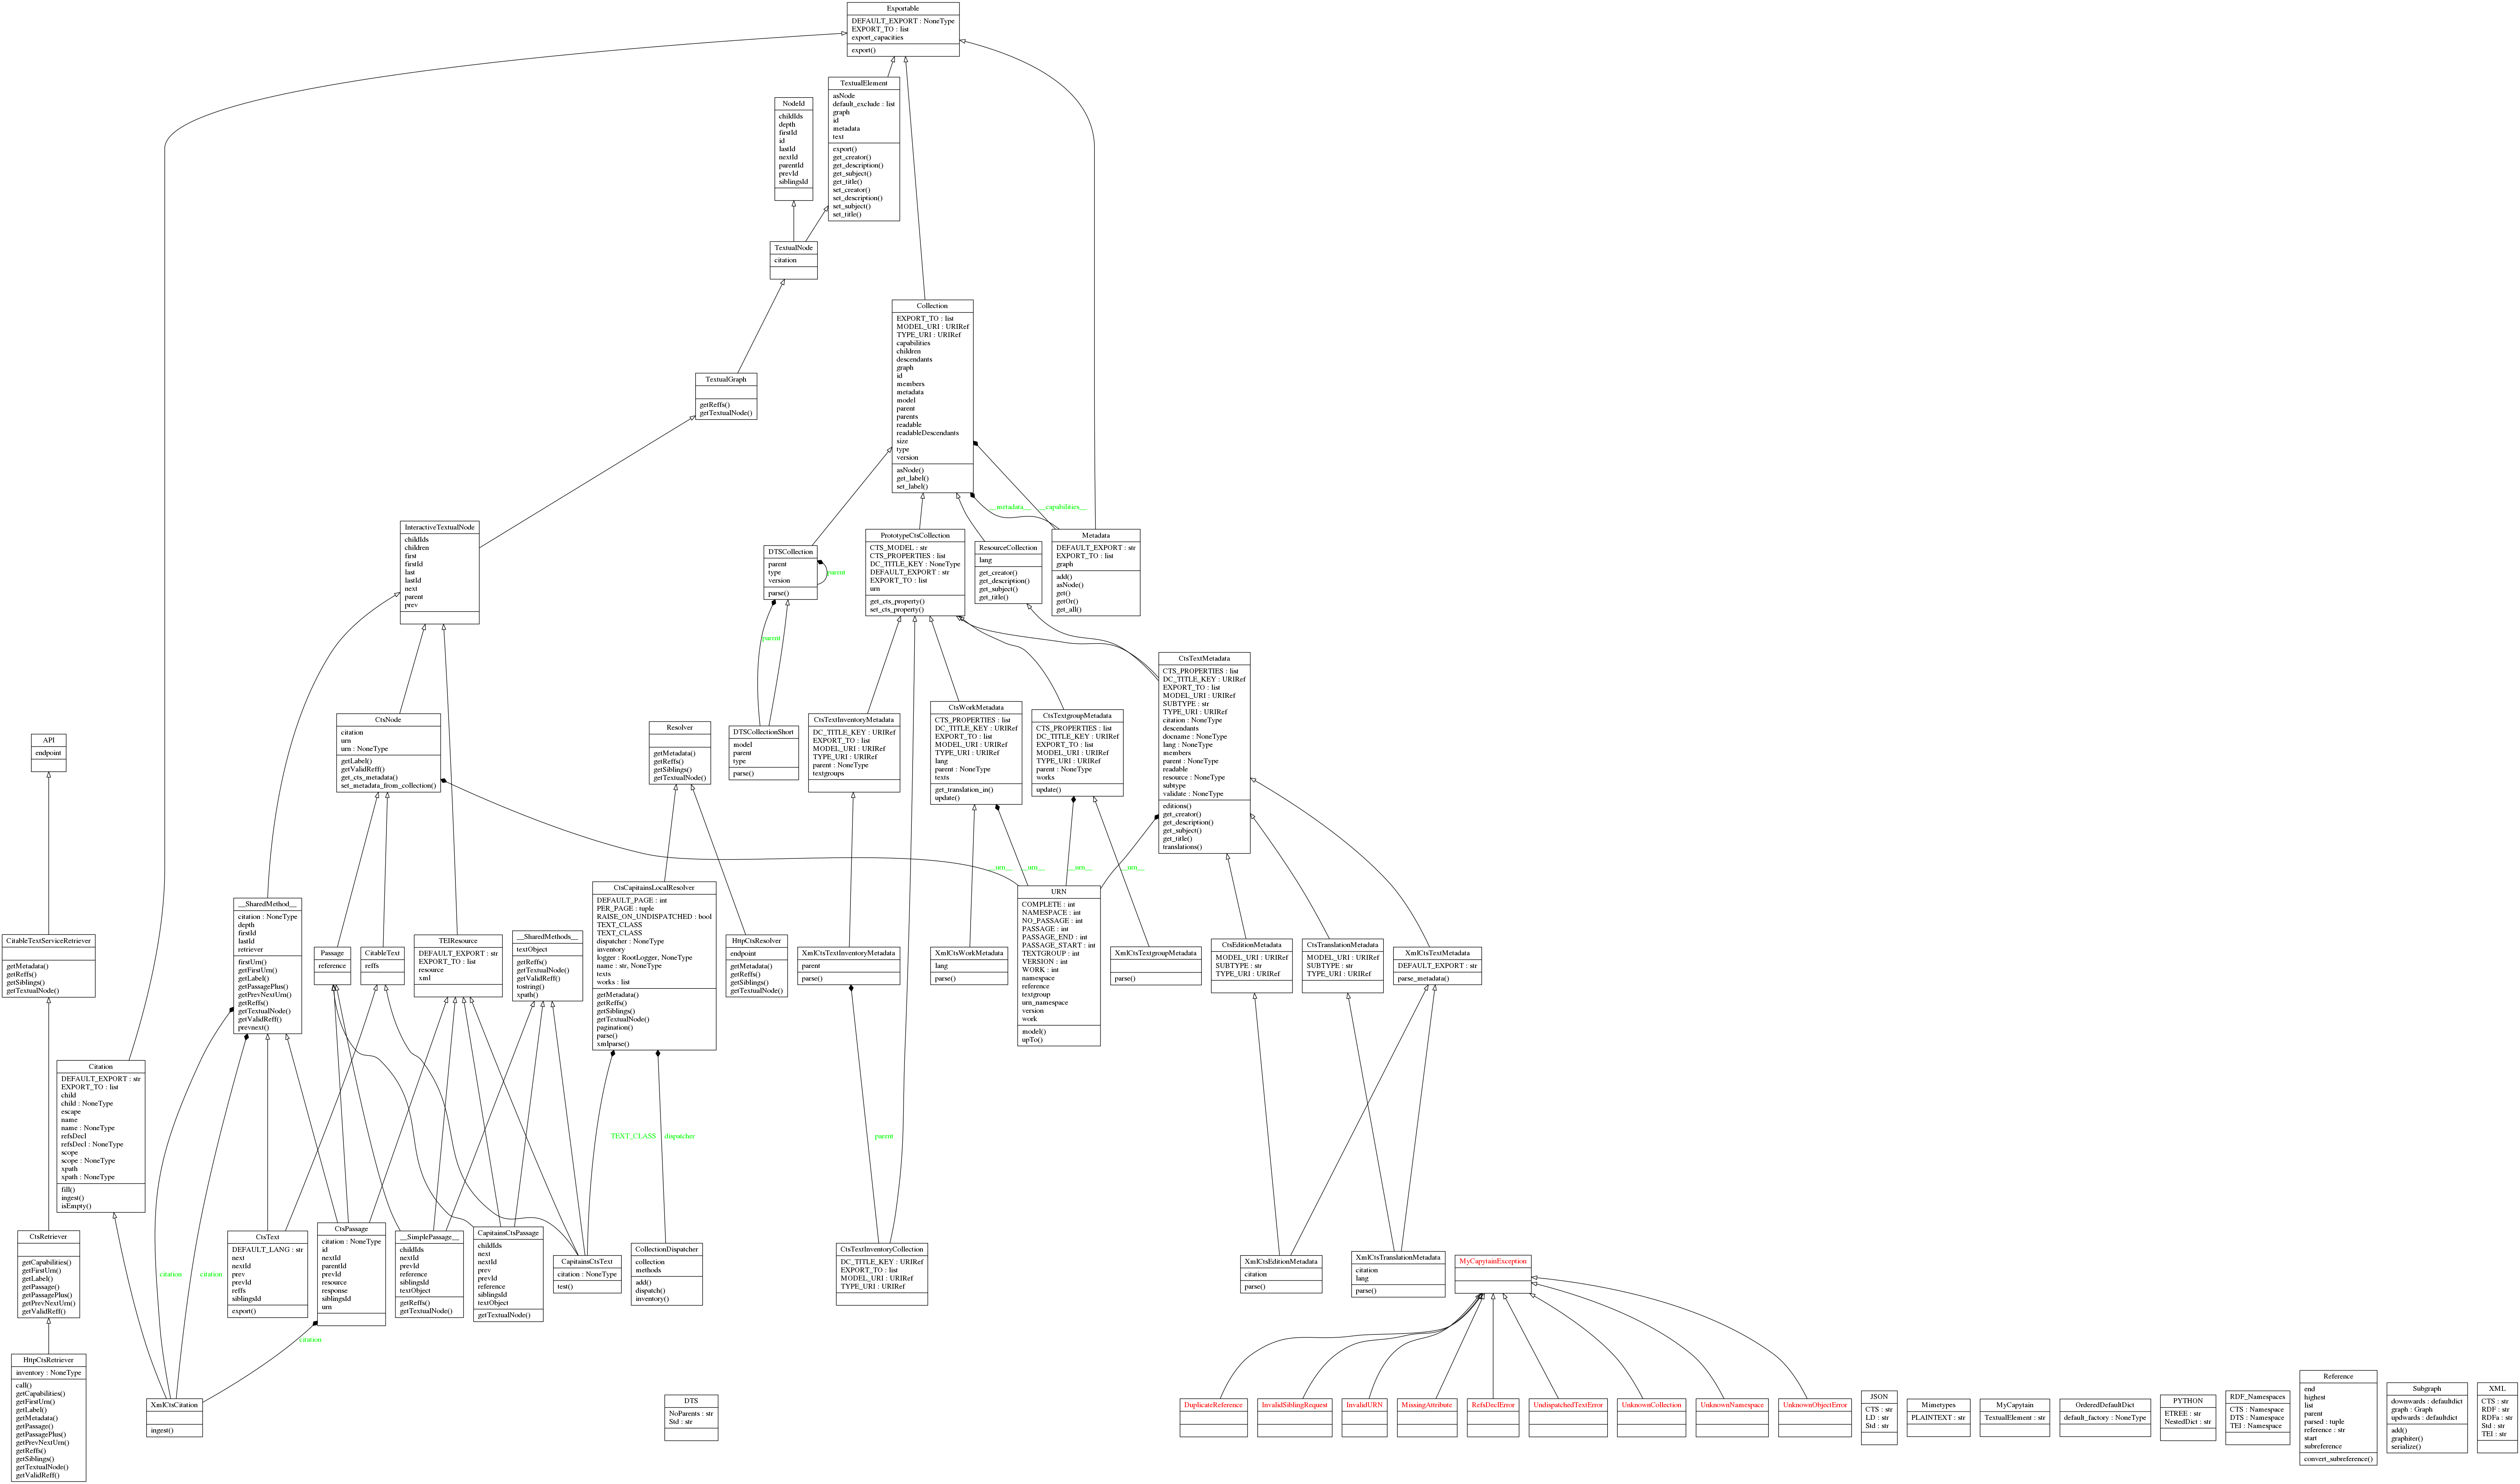 Exportable
DEFAULT_EXPORT : NoneType
EXPORT_TO : list
export_capacities
export()
TextualElement
asNode
default_exclude : list
graph
id
metadata
text
export()
get_creator()
get_description()
get_subject()
get_title()
set_creator()
set_description()
set_subject()
set_title()
NodeId
childIds
depth
firstId
id
lastId
nextId
parentId
prevId
siblingsId
TextualNode
citation
Collection
EXPORT_TO : list
MODEL_URI : URIRef
TYPE_URI : URIRef
capabilities
children
descendants
graph
id
members
metadata
model
parent
parents
readable
readableDescendants
size
type
version
asNode()
get_label()
set_label()
TextualGraph
getReffs()
getTextualNode()
__metadata__
__capabilities__
InteractiveTextualNode
childIds
children
first
firstId
last
lastId
next
parent
prev
DTSCollection
parent
type
version
parse()
parent
PrototypeCtsCollection
CTS_MODEL : str
CTS_PROPERTIES : list
DC_TITLE_KEY : NoneType
DEFAULT_EXPORT : str
EXPORT_TO : list
urn
get_cts_property()
set_cts_property()
ResourceCollection
lang
get_creator()
get_description()
get_subject()
get_title()
Metadata
DEFAULT_EXPORT : str
EXPORT_TO : list
graph
add()
asNode()
get()
getOr()
get_all()
parent
CtsTextMetadata
CTS_PROPERTIES : list
DC_TITLE_KEY : URIRef
EXPORT_TO : list
MODEL_URI : URIRef
SUBTYPE : str
TYPE_URI : URIRef
citation : NoneType
descendants
docname : NoneType
lang : NoneType
members
parent : NoneType
readable
resource : NoneType
subtype
validate : NoneType
editions()
get_creator()
get_description()
get_subject()
get_title()
translations()
API
endpoint
CtsNode
citation
urn
urn : NoneType
getLabel()
getValidReff()
get_cts_metadata()
set_metadata_from_collection()
Resolver
getMetadata()
getReffs()
getSiblings()
getTextualNode()
DTSCollectionShort
model
parent
type
parse()
CtsTextInventoryMetadata
DC_TITLE_KEY : URIRef
EXPORT_TO : list
MODEL_URI : URIRef
TYPE_URI : URIRef
parent : NoneType
textgroups
CtsWorkMetadata
CTS_PROPERTIES : list
DC_TITLE_KEY : URIRef
EXPORT_TO : list
MODEL_URI : URIRef
TYPE_URI : URIRef
lang
parent : NoneType
texts
get_translation_in()
update()
CtsTextgroupMetadata
CTS_PROPERTIES : list
DC_TITLE_KEY : URIRef
EXPORT_TO : list
MODEL_URI : URIRef
TYPE_URI : URIRef
parent : NoneType
works
update()
__urn__
__urn__
__urn__
__urn__
CitableTextServiceRetriever
getMetadata()
getReffs()
getSiblings()
getTextualNode()
__SharedMethod__
citation : NoneType
depth
firstId
lastId
retriever
firstUrn()
getFirstUrn()
getLabel()
getPassagePlus()
getPrevNextUrn()
getReffs()
getTextualNode()
getValidReff()
prevnext()
Passage
reference
CitableText
reffs
TEIResource
DEFAULT_EXPORT : str
EXPORT_TO : list
resource
xml
__SharedMethods__
textObject
getReffs()
getTextualNode()
getValidReff()
tostring()
xpath()
CtsCapitainsLocalResolver
DEFAULT_PAGE : int
PER_PAGE : tuple
RAISE_ON_UNDISPATCHED : bool
TEXT_CLASS
TEXT_CLASS
dispatcher : NoneType
inventory
logger : RootLogger, NoneType
name : str, NoneType
texts
works : list
getMetadata()
getReffs()
getSiblings()
getTextualNode()
pagination()
parse()
xmlparse()
HttpCtsResolver
endpoint
getMetadata()
getReffs()
getSiblings()
getTextualNode()
XmlCtsTextInventoryMetadata
parent
parse()
XmlCtsWorkMetadata
lang
parse()
URN
COMPLETE : int
NAMESPACE : int
NO_PASSAGE : int
PASSAGE : int
PASSAGE_END : int
PASSAGE_START : int
TEXTGROUP : int
VERSION : int
WORK : int
namespace
reference
textgroup
urn_namespace
version
work
model()
upTo()
XmlCtsTextgroupMetadata
parse()
CtsEditionMetadata
MODEL_URI : URIRef
SUBTYPE : str
TYPE_URI : URIRef
CtsTranslationMetadata
MODEL_URI : URIRef
SUBTYPE : str
TYPE_URI : URIRef
XmlCtsTextMetadata
DEFAULT_EXPORT : str
parse_metadata()
Citation
DEFAULT_EXPORT : str
EXPORT_TO : list
child
child : NoneType
escape
name
name : NoneType
refsDecl
refsDecl : NoneType
scope
scope : NoneType
xpath
xpath : NoneType
fill()
ingest()
isEmpty()
TEXT_CLASS
dispatcher
parent
citation
citation
CtsRetriever
getCapabilities()
getFirstUrn()
getLabel()
getPassage()
getPassagePlus()
getPrevNextUrn()
getValidReff()
CtsText
DEFAULT_LANG : str
next
nextId
prev
prevId
reffs
siblingsId
export()
CtsPassage
citation : NoneType
id
nextId
parentId
prevId
resource
response
siblingsId
urn
__SimplePassage__
childIds
nextId
prevId
reference
siblingsId
textObject
getReffs()
getTextualNode()
CapitainsCtsPassage
childIds
next
nextId
prev
prevId
reference
siblingsId
textObject
getTextualNode()
CapitainsCtsText
citation : NoneType
test()
CollectionDispatcher
collection
methods
add()
dispatch()
inventory()
CtsTextInventoryCollection
DC_TITLE_KEY : URIRef
EXPORT_TO : list
MODEL_URI : URIRef
TYPE_URI : URIRef
XmlCtsEditionMetadata
citation
parse()
XmlCtsTranslationMetadata
citation
lang
parse()
MyCapytainException
citation
HttpCtsRetriever
inventory : NoneType
call()
getCapabilities()
getFirstUrn()
getLabel()
getMetadata()
getPassage()
getPassagePlus()
getPrevNextUrn()
getReffs()
getSiblings()
getTextualNode()
getValidReff()
XmlCtsCitation
ingest()
DTS
NoParents : str
Std : str
DuplicateReference
InvalidSiblingRequest
InvalidURN
MissingAttribute
RefsDeclError
UndispatchedTextError
UnknownCollection
UnknownNamespace
UnknownObjectError
JSON
CTS : str
LD : str
Std : str
Mimetypes
PLAINTEXT : str
MyCapytain
TextualElement : str
OrderedDefaultDict
default_factory : NoneType
PYTHON
ETREE : str
NestedDict : str
RDF_Namespaces
CTS : Namespace
DTS : Namespace
TEI : Namespace
Reference
end
highest
list
parent
parsed : tuple
reference : str
start
subreference
convert_subreference()
Subgraph
downwards : defaultdict
graph : Graph
updwards : defaultdict
add()
graphiter()
serialize()
XML
CTS : str
RDF : str
RDFa : str
Std : str
TEI : str